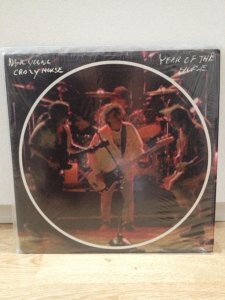 NEIL YOUNG
CRAZY HORSE
YEAR OF THE
HORSE